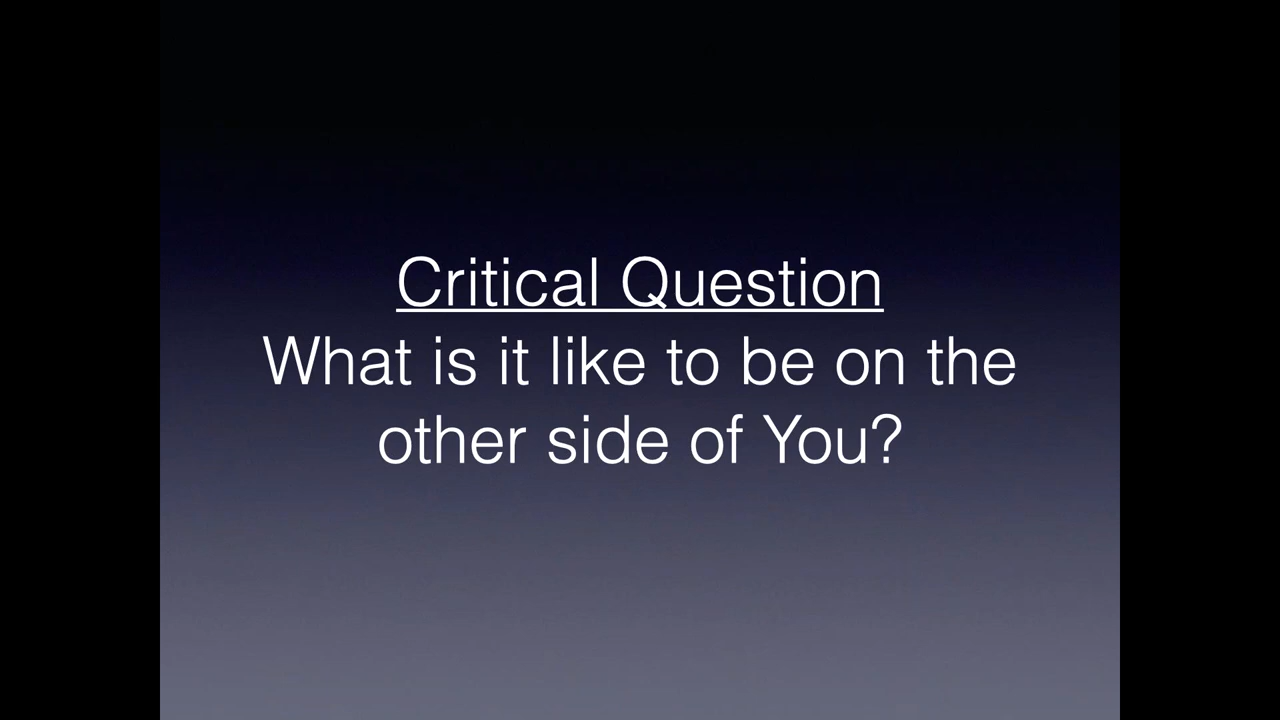 Critical Question
What is it like to be on the
other side of You?